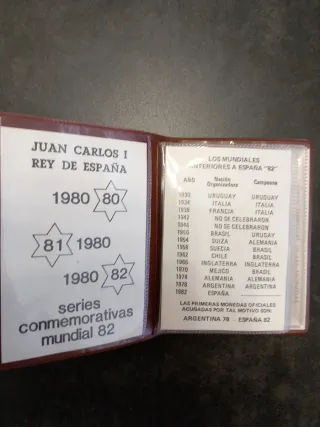 JUAN CARLOS I
REY DE ESPAÑA
1980 80
81 1980
1980 82
series
conmemorativas
mundial 82
LOS MUNDIALES
ANTERIORES A ESPAÑA "82"
AÑO Nación Organizadora Campeona
1930 URUGUAY URUGUAY
1934 ITALIA ITALIA
1938 FRANCIA ITALIA
1942 NO SE CELEBRARON
1946 NO SE CELEBRARON
1950 BRASIL URUGAY
1954 SUIZA ALEMANIA
1958 SUECIA BRASIL
1962 CHILE BRASIL
1966 INGLATERRA INGLATERRA
1970 MEJICO BRASIL
1974 ALEMANIA ALEMANIA
1978 ARGENTINA ARGENTINA
1982 ESPAÑA
LAS PRIMERAS MONEDAS OFICIALES
ACUÑADAS POR TAL MOTIVO SON:
ARGENTINA 78 - ESPAÑA 82